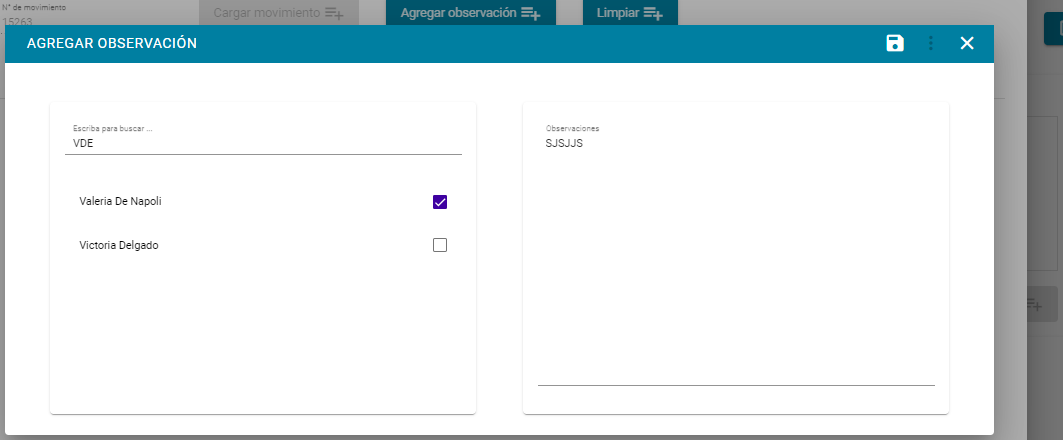 N° de movimiento
15263
Cargar movimiento
Agregar observación
Limpiar
AGREGAR OBSERVACIÓN
Escriba para buscar ...
VDE
Valeria De Napoli
Victoria Delgado
Observaciones
SJSJJS